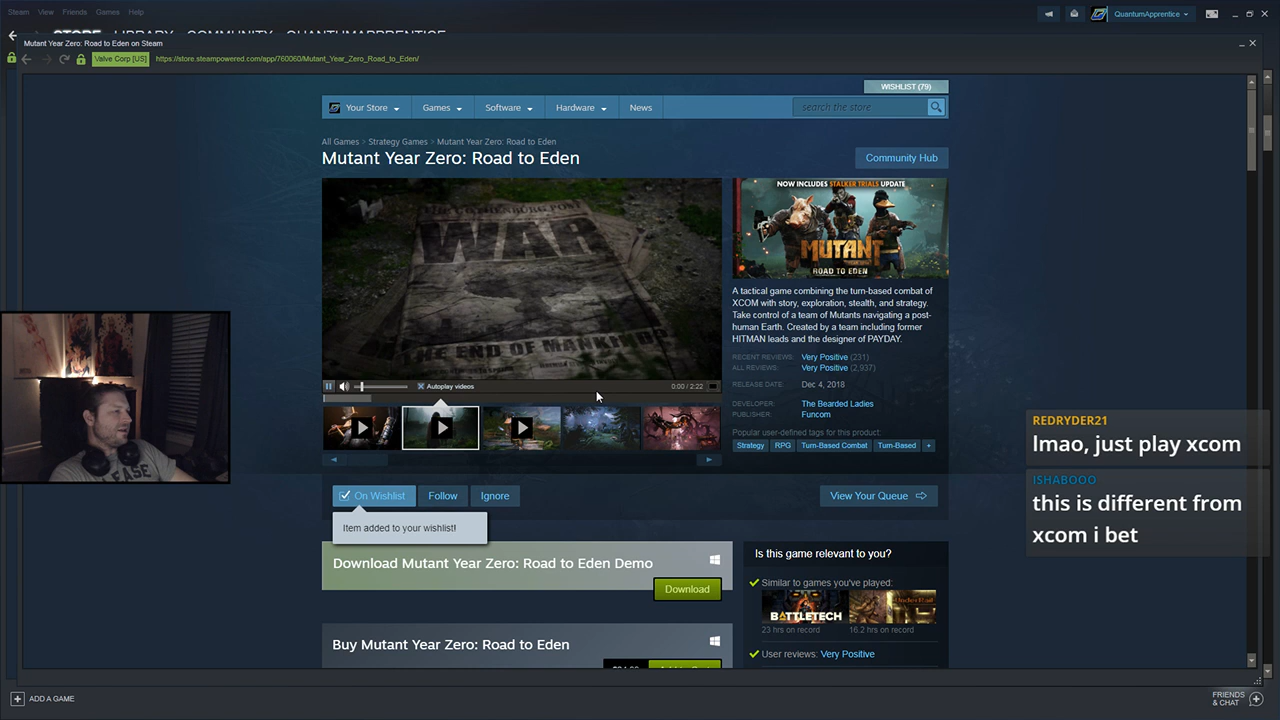 Steam View Friends Games Help
QuantumApprentice
STORE LIBRARY COMMUNITY QUANTUMAPPRENTICE
Mutant Year Zero: Road to Eden on Steam
Valve Corp [US] https://store.steampowered.com/app/760060/Mutant_Year_Zero_Road_to_Eden/
WISHLIST (79)
Your Store Games Software Hardware News search the store
All Games > Strategy Games > Mutant Year Zero: Road to Eden
Mutant Year Zero: Road to Eden
Community Hub
WAR
NOW INCLUDES STALKER TRIALS UPDATE
MUTANT
YEAR ZERO
ROAD TO EDEN
A tactical game combining the turn-based combat of
XCOM with story, exploration, stealth, and strategy.
Take control of a team of Mutants navigating a post-
human Earth. Created by a team including former
HITMAN leads and the designer of PAYDAY.
RECENT REVIEWS: Very Positive (231)
ALL REVIEWS: Very Positive (2,937)
RELEASE DATE: Dec 4, 2018
DEVELOPER: The Bearded Ladies
PUBLISHER: Funcom
Popular user-defined tags for this product:
Strategy RPG Turn-Based Combat Turn-Based +
Autoplay videos 0:00 / 2:22
On Wishlist Follow Ignore
View Your Queue
Item added to your wishlist!
Download Mutant Year Zero: Road to Eden Demo
Download
Buy Mutant Year Zero: Road to Eden
Is this game relevant to you?
Similar to games you've played:
BATTLETECH
23 hrs on record 16.2 hrs on record
User reviews: Very Positive
REDRYDER21
lmao, just play xcom
ISHABOOO
this is different from
xcom i bet
PLEASE
ADD A GAME
FRIENDS
& CHAT